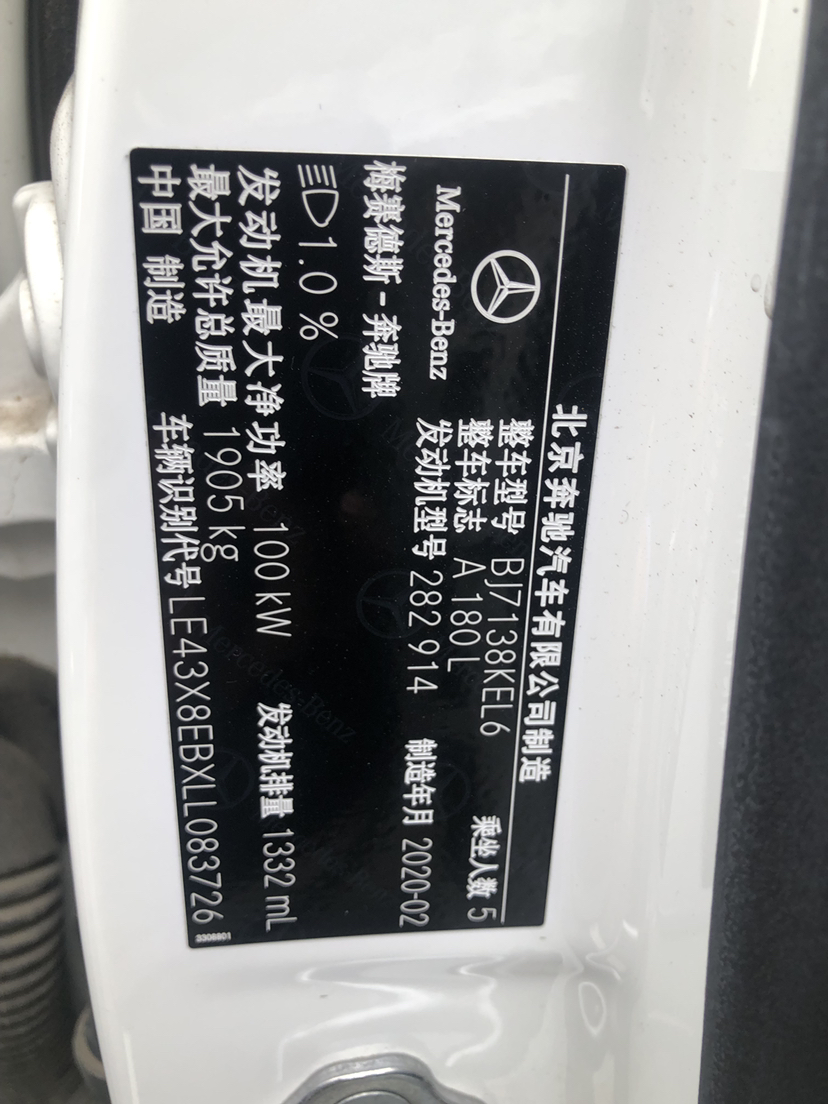 北京奔驰汽车有限公司制造
Mercedes-Benz
梅赛德斯-奔驰牌
整车型号 BJ7138KEL6
整车标志 A 180 L
乘坐人数 5
发动机型号 282 914
制造年月 2020-02
1.0 %
发动机最大净功率 100 kW
发动机排量 1332 mL
最大允许总质量 1905 kg
中国 制造
车辆识别代号 LE43X8EBXLL083726
3306801